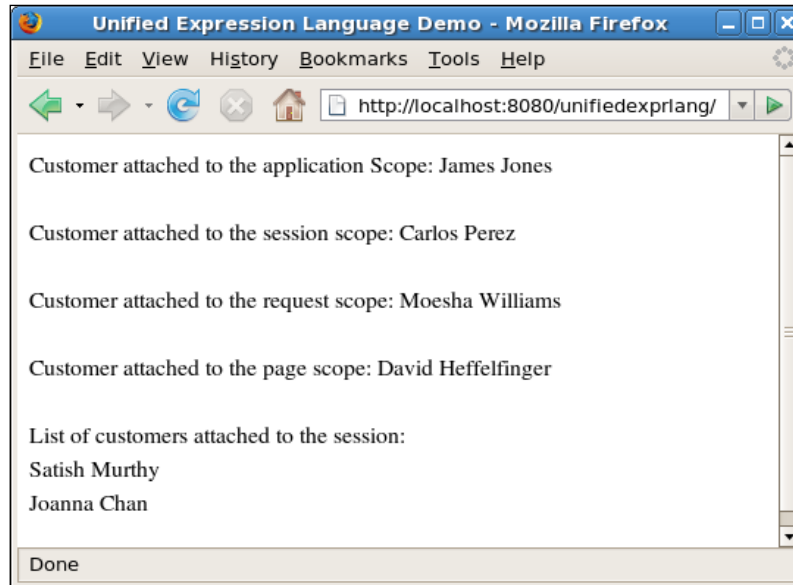 Unified Expression Language Demo - Mozilla Firefox
File Edit View History Bookmarks Tools Help
http://localhost:8080/unifiedexprlang/
Customer attached to the application Scope: James Jones
Customer attached to the session scope: Carlos Perez
Customer attached to the request scope: Moesha Williams
Customer attached to the page scope: David Heffelfinger
List of customers attached to the session:
Satish Murthy
Joanna Chan
Done